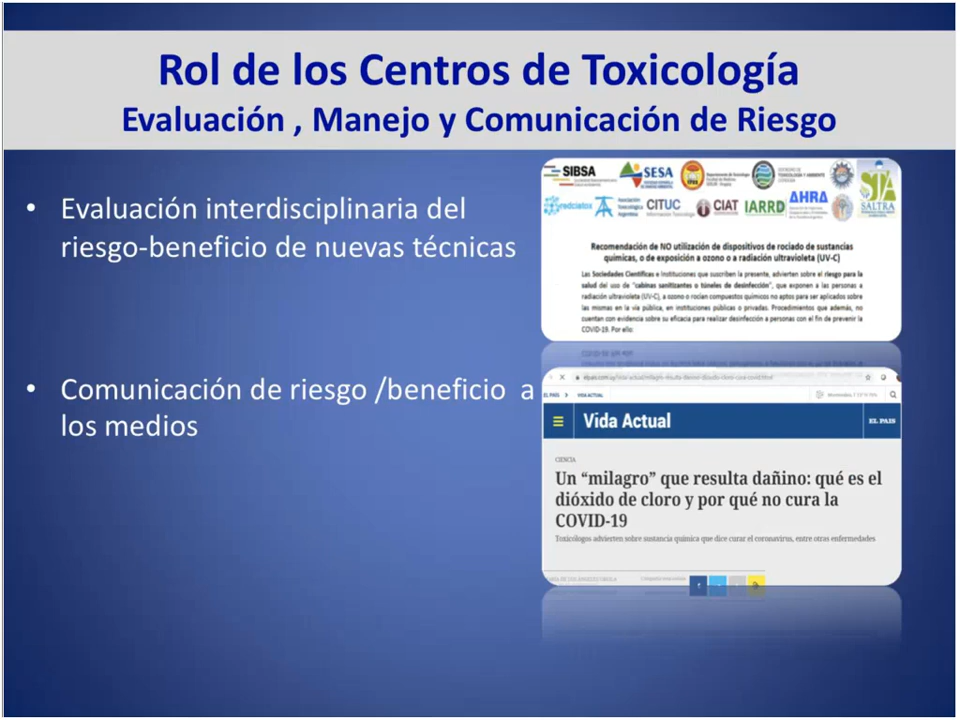 Rol de los Centros de Toxicología
Evaluación , Manejo y Comunicación de Riesgo
• Evaluación interdisciplinaria del
riesgo-beneficio de nuevas técnicas
SIBSA
SESA
redciatox
Asociación Toxicológica Argentina
CITUC
CIAT
IARRD
AHRA
SALTRA
Recomendación de NO utilización de dispositivos de rociado de sustancias
químicas, o de exposición a ozono o a radiación ultravioleta (UV-C)
Las Sociedades Científicas e Instituciones que suscriben la presente, advierten sobre el riesgo para la
salud del uso de "cabinas sanitizantes o túneles de desinfección", que exponen a las personas a
radiación ultravioleta (UV-C), a ozono o rocían compuestos químicos no aptos para ser aplicados sobre
las mismas en la vía pública, en instituciones públicas o privadas. Procedimientos que además, no
cuentan con evidencia sobre su eficacia para realizar desinfección a personas con el fin de prevenir la
COVID-19. Por ello:
• Comunicación de riesgo /beneficio a
los medios
EL PAÍS
VIDA ACTUAL
Vida Actual
EL PAIS
CIENCIA
Un “milagro” que resulta dañino: qué es el
dióxido de cloro y por qué no cura la
COVID-19
Toxicólogos advierten sobre sustancia química que dice curar el coronavirus, entre otras enfermedades